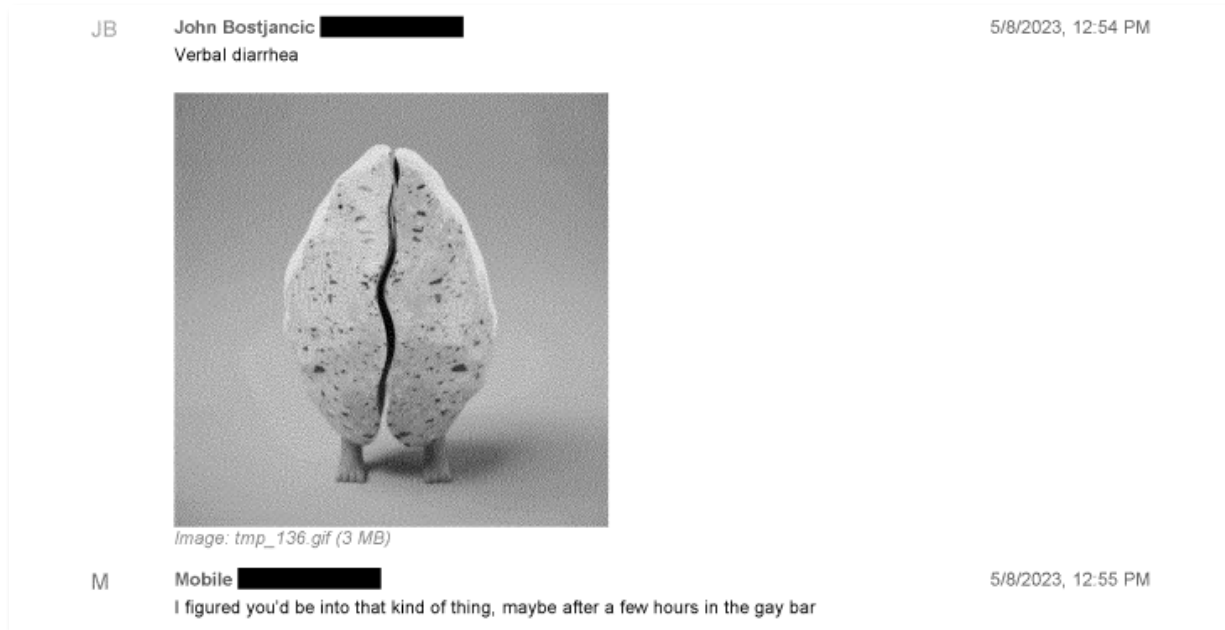 JB
John Bostjancic
5/8/2023, 12:54 PM
Verbal diarrhea
Image: tmp_136.gif (3 MB)
M
Mobile
5/8/2023, 12:55 PM
I figured you'd be into that kind of thing, maybe after a few hours in the gay bar